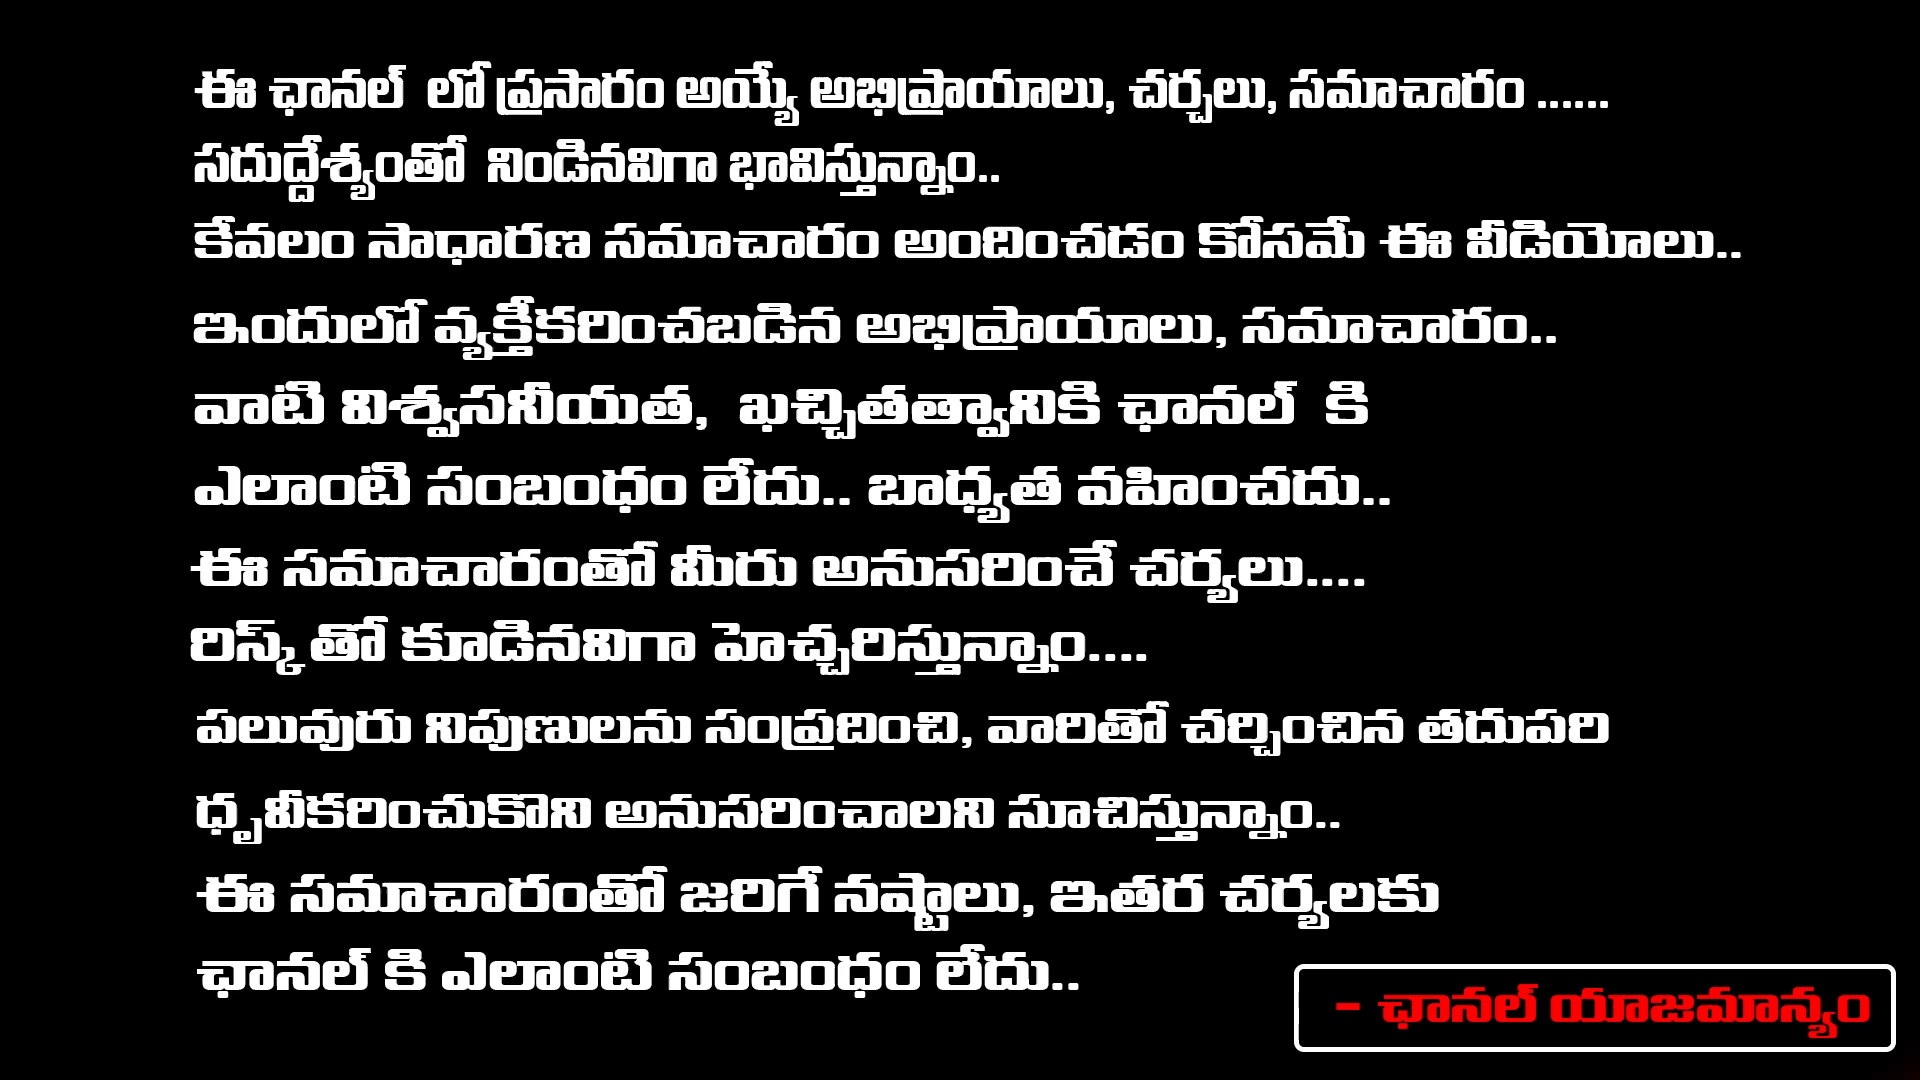 ఈ ఛానల్ లో ప్రసారం అయ్యే అభిప్రాయాలు, చర్చలు, సమాచారం ......
సదుద్దేశ్యంతో నిండినవిగా భావిస్తున్నాం..
కేవలం సాధారణ సమాచారం అందించడం కోసమే ఈ వీడియోలు..
ఇందులో వ్యక్తీకరించబడిన అభిప్రాయాలు, సమాచారం..
వాటి విశ్వసనీయత, ఖచ్చితత్వానికి ఛానల్ కి
ఎలాంటి సంబంధం లేదు.. బాధ్యత వహించదు..
ఈ సమాచారంతో మీరు అనుసరించే చర్యలు....
రిస్క్ తో కూడినవిగా హెచ్చరిస్తున్నాం....
పలువురు నిపుణులను సంప్రదించి, వారితో చర్చించిన తదుపరి
ధృవీకరించుకొని అనుసరించాలని సూచిస్తున్నాం..
ఈ సమాచారంతో జరిగే నష్టాలు, ఇతర చర్యలకు
ఛానల్ కి ఎలాంటి సంబంధం లేదు..
- ఛానల్ యాజమాన్యం